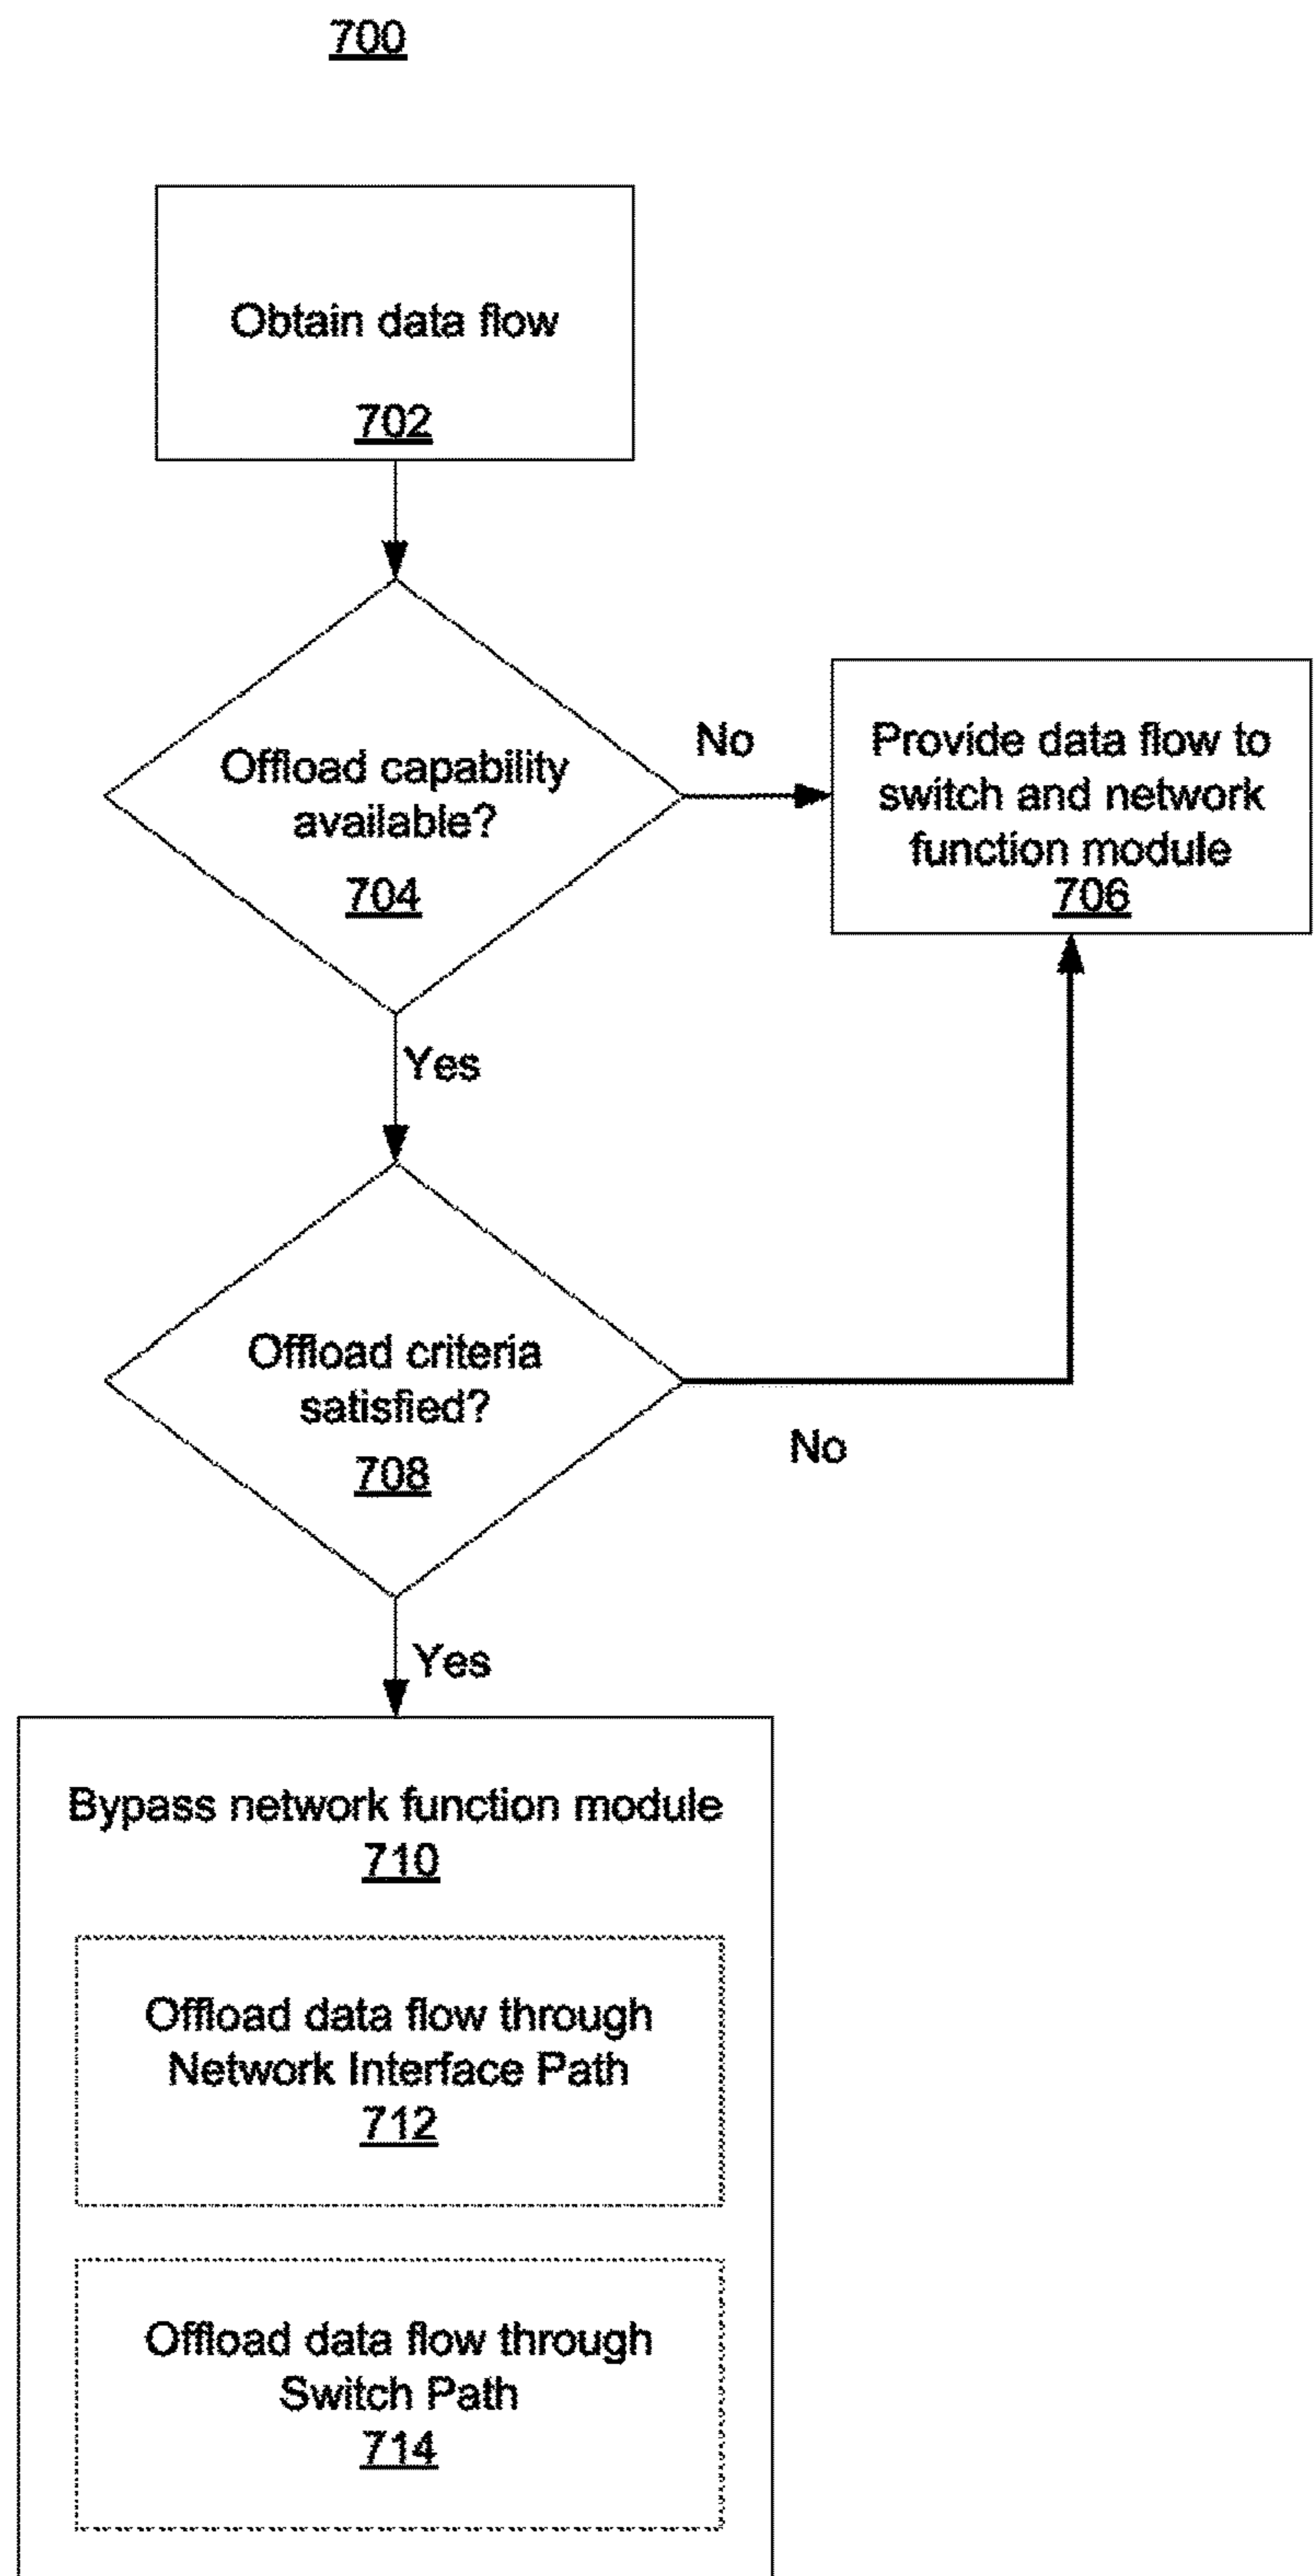 700
Obtain data flow
702
Offload capability
available?
704
No
Provide data flow to
switch and network
function module
706
Yes
Offload criteria
satisfied?
708
No
Yes
Bypass network function module
710
Offload data flow through
Network Interface Path
712
Offload data flow through
Switch Path
714